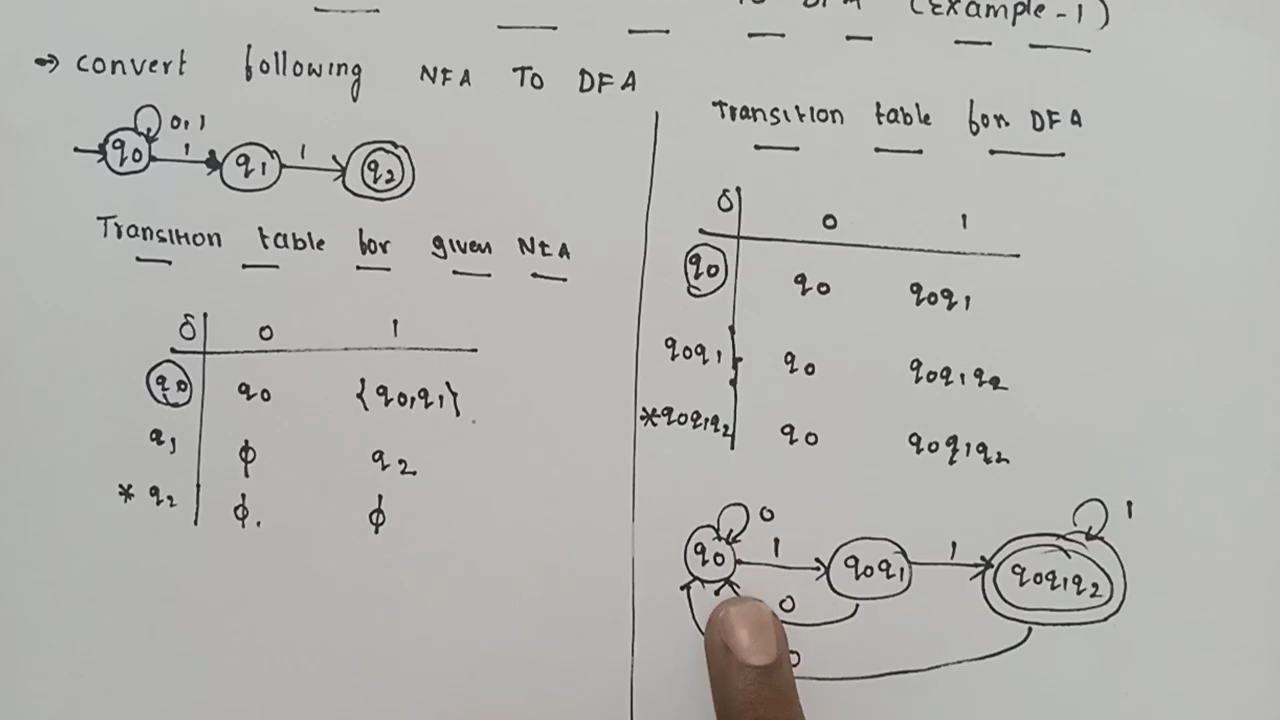 TO DFA (Example-1)
→ convert following NFA TO DFA
0,1
q0 1 q1 1 q2
Transition table for given NFA
δ 0 1
q0 q0 {q0,q1}
q1 ϕ q2
* q2 ϕ. ϕ
Transition table for DFA
δ 0 1
q0 q0 q0q1
q0q1 q0 q0q1q2
*q0q1q2 q0 q0q1q2
0 1
q0 1 q0q1 1 q0q1q2
0
0